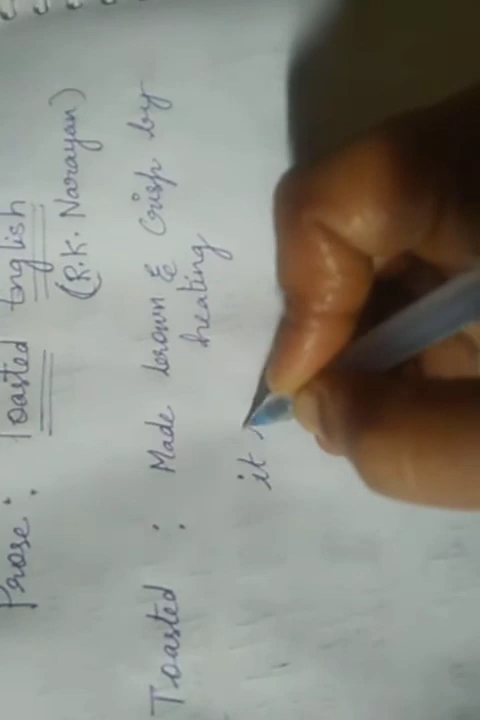 Prose : Toasted English
(R.K. Narayan)
Toasted : Made brown & Crisp by
heating
it